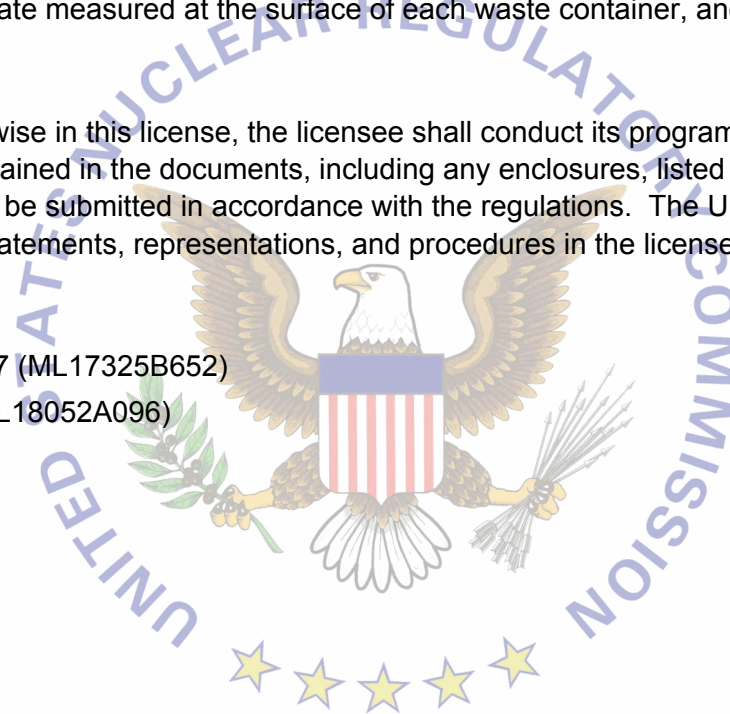 ate measured at the surface of each waste container, and
wise in this license, the licensee shall conduct its program
ained in the documents, including any enclosures, listed
be submitted in accordance with the regulations.  The U
atements, representations, and procedures in the license
7 (ML17325B652)
L18052A096)
UNITED STATES NUCLEAR REGULATORY COMMISSION